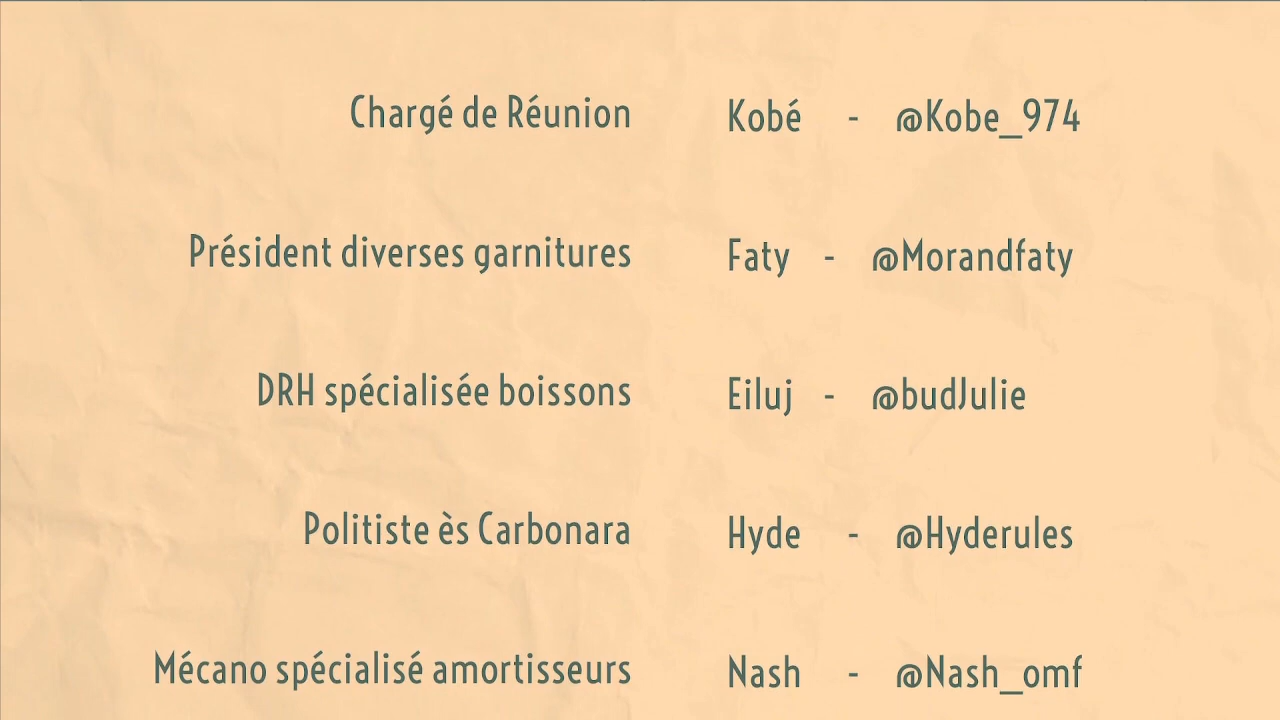 Chargé de Réunion Kobé - @Kobe_974
Président diverses garnitures Faty - @Morandfaty
DRH spécialisée boissons Eiluj - @budJulie
Politiste ès Carbonara Hyde - @Hyderules
Mécano spécialisé amortisseurs Nash - @Nash_omf